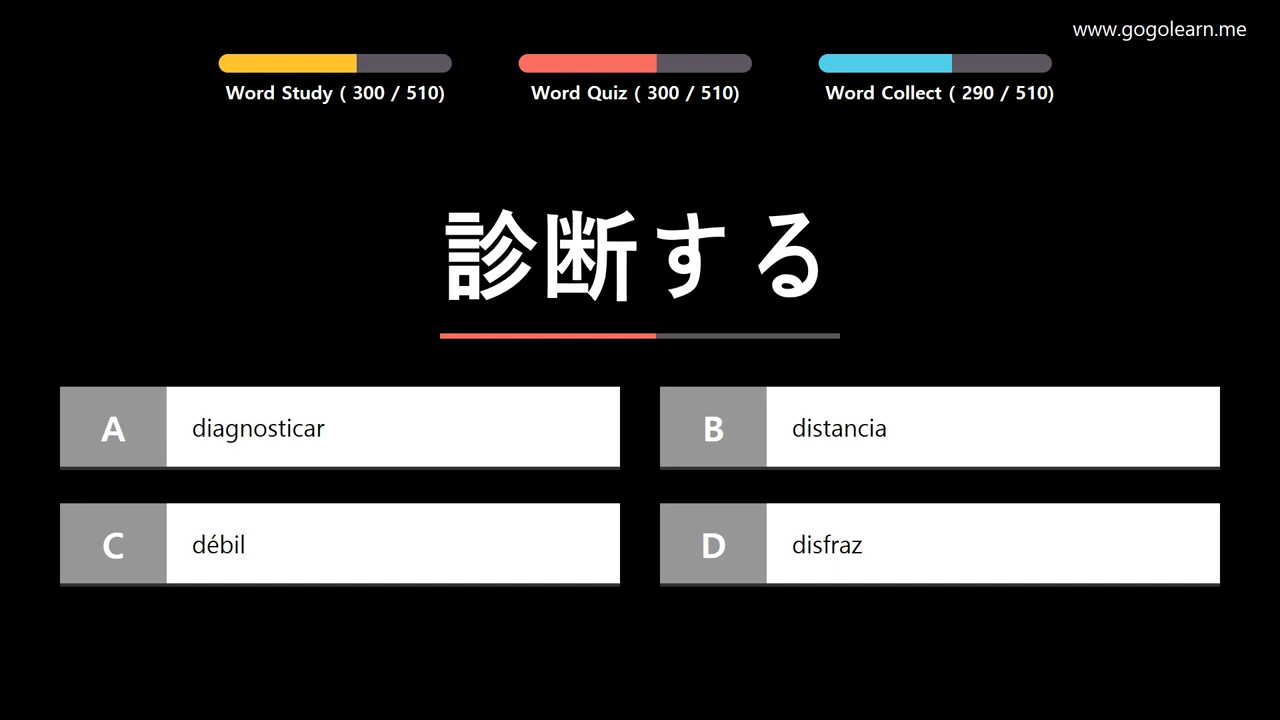 www.gogolearn.me
Word Study ( 300 / 510)
Word Quiz ( 300 / 510)
Word Collect ( 290 / 510)
診断する
A
diagnosticar
B
distancia
C
débil
D
disfraz